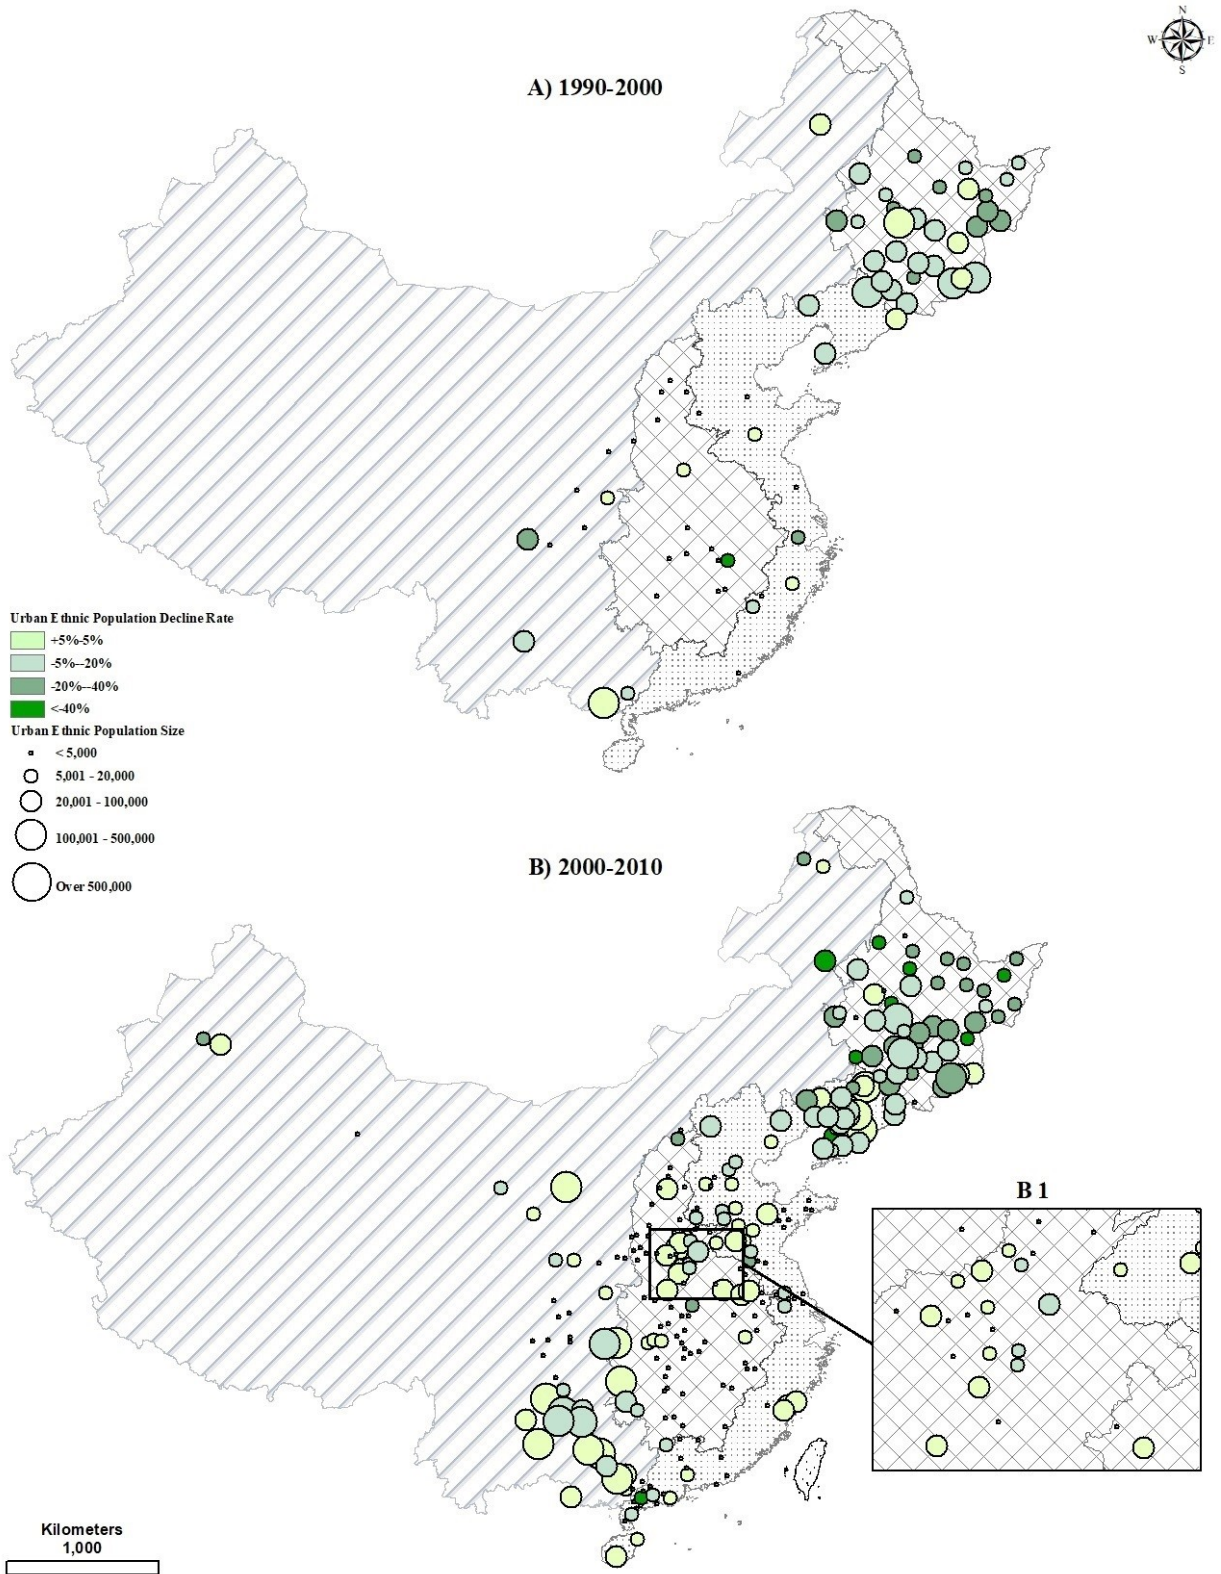 N
W E
S
A) 1990-2000
Urban Ethnic Population Decline Rate
+5%-5%
-5%--20%
-20%--40%
<-40%
Urban Ethnic Population Size
< 5,000
5,001 - 20,000
20,001 - 100,000
100,001 - 500,000
Over 500,000
B) 2000-2010
B 1
Kilometers
1,000